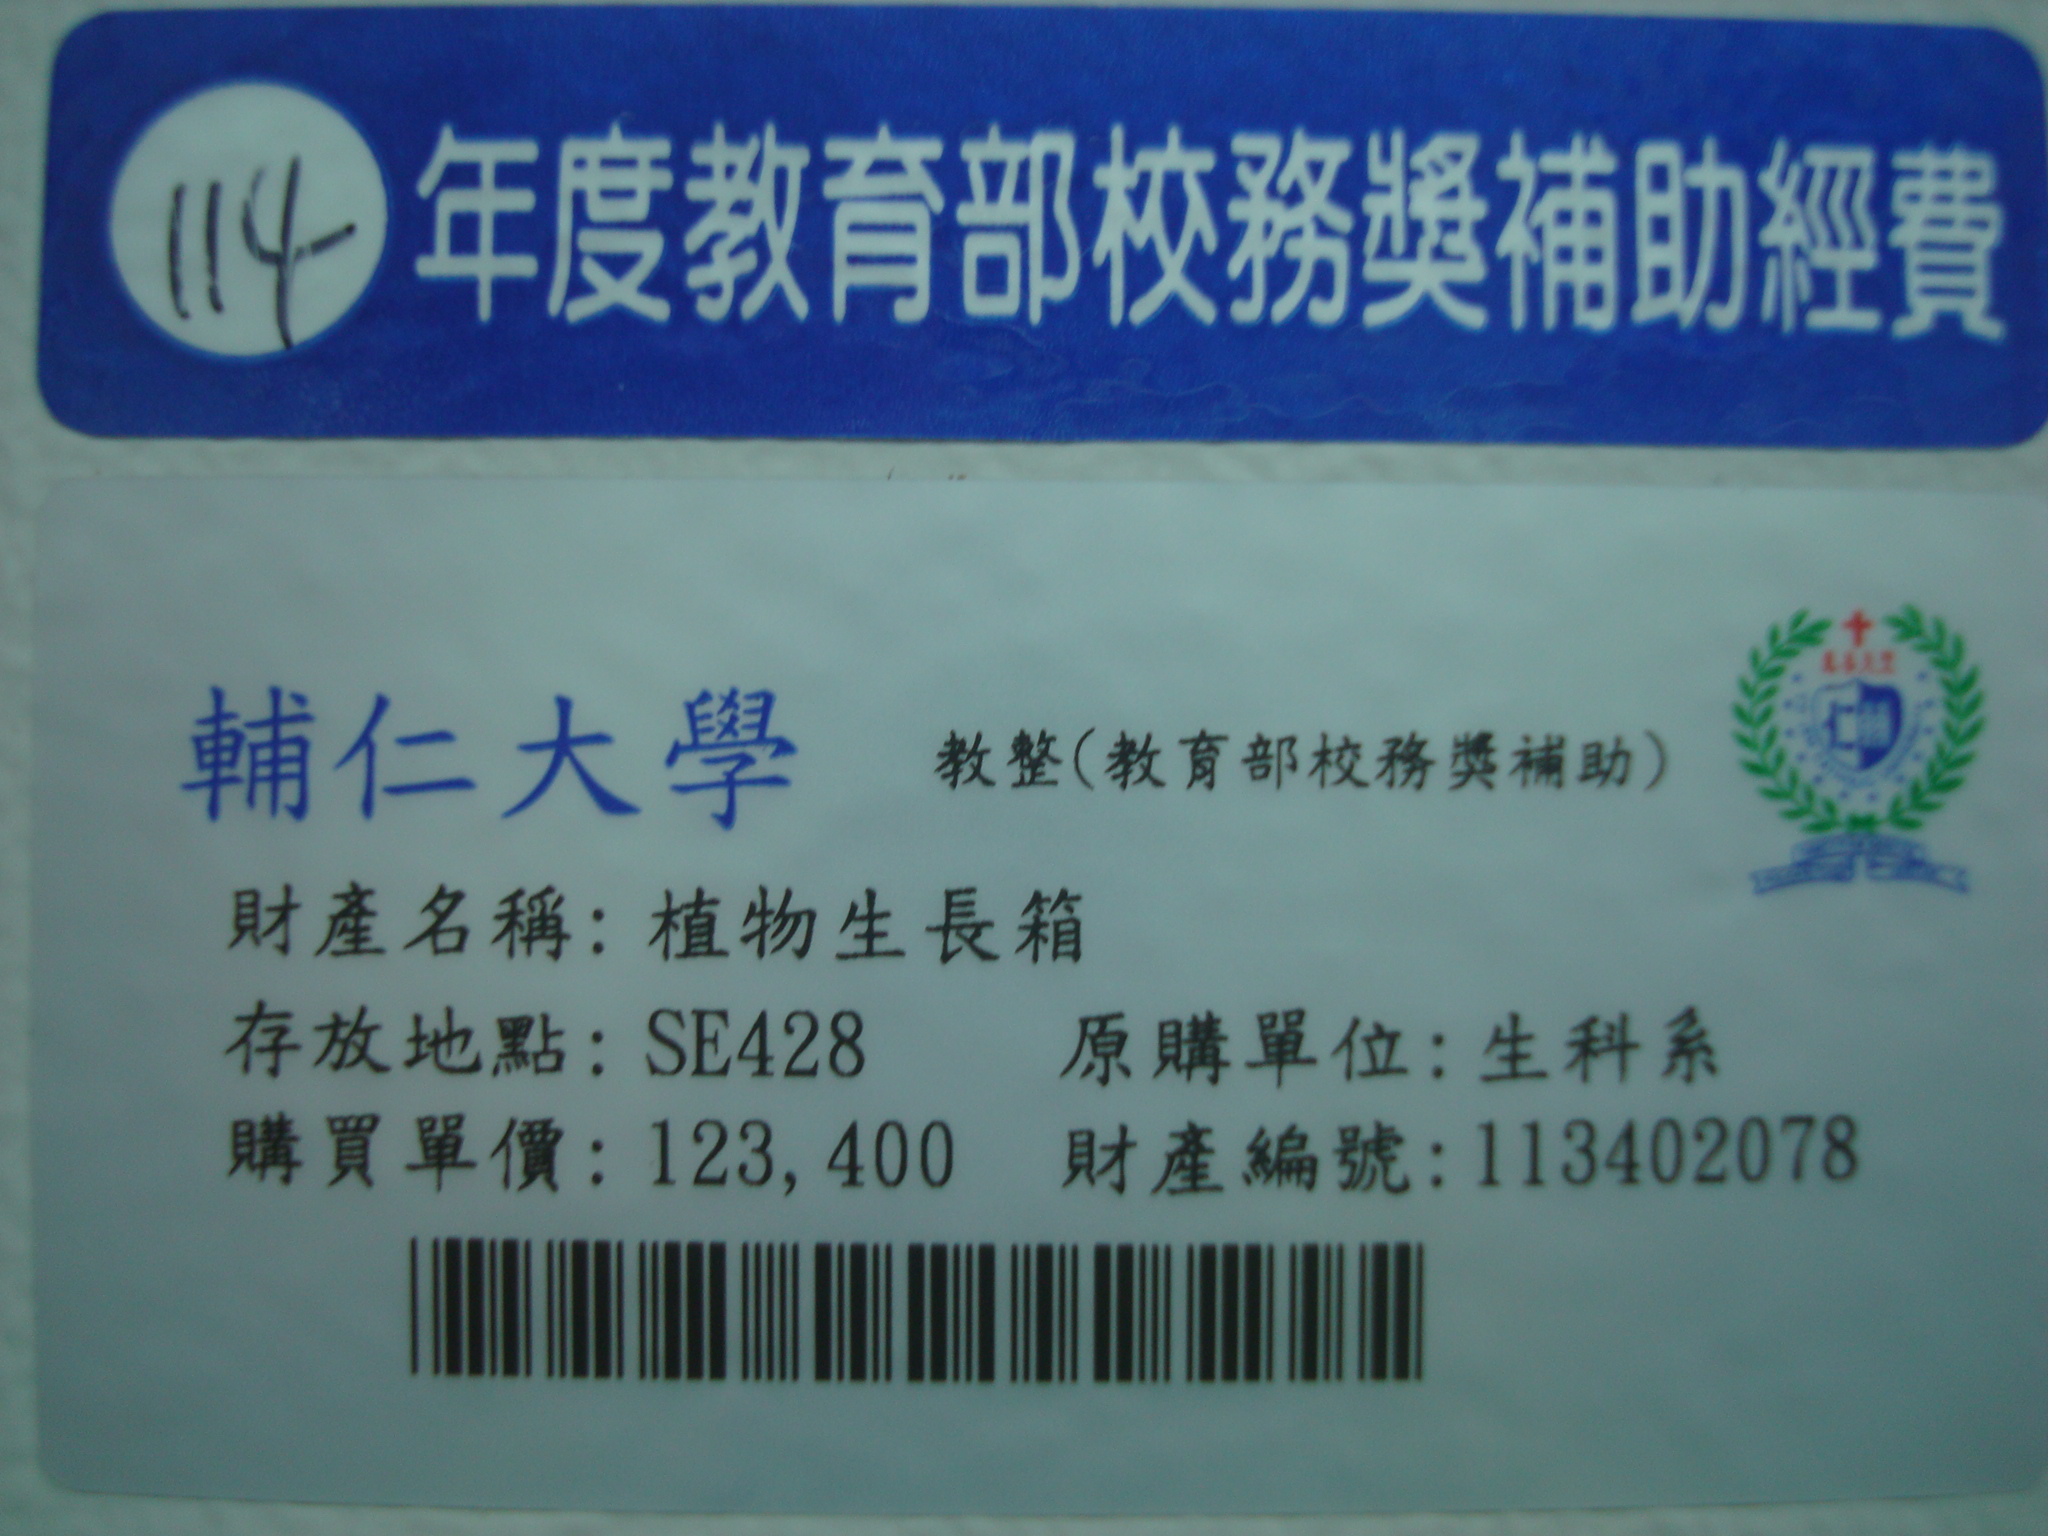 114年度教育部校務獎補助經費
輔仁大學 教整(教育部校務獎補助)
財產名稱: 植物生長箱
存放地點: SE428 原購單位: 生科系
購買單價: 123,400 財產編號: 113402078